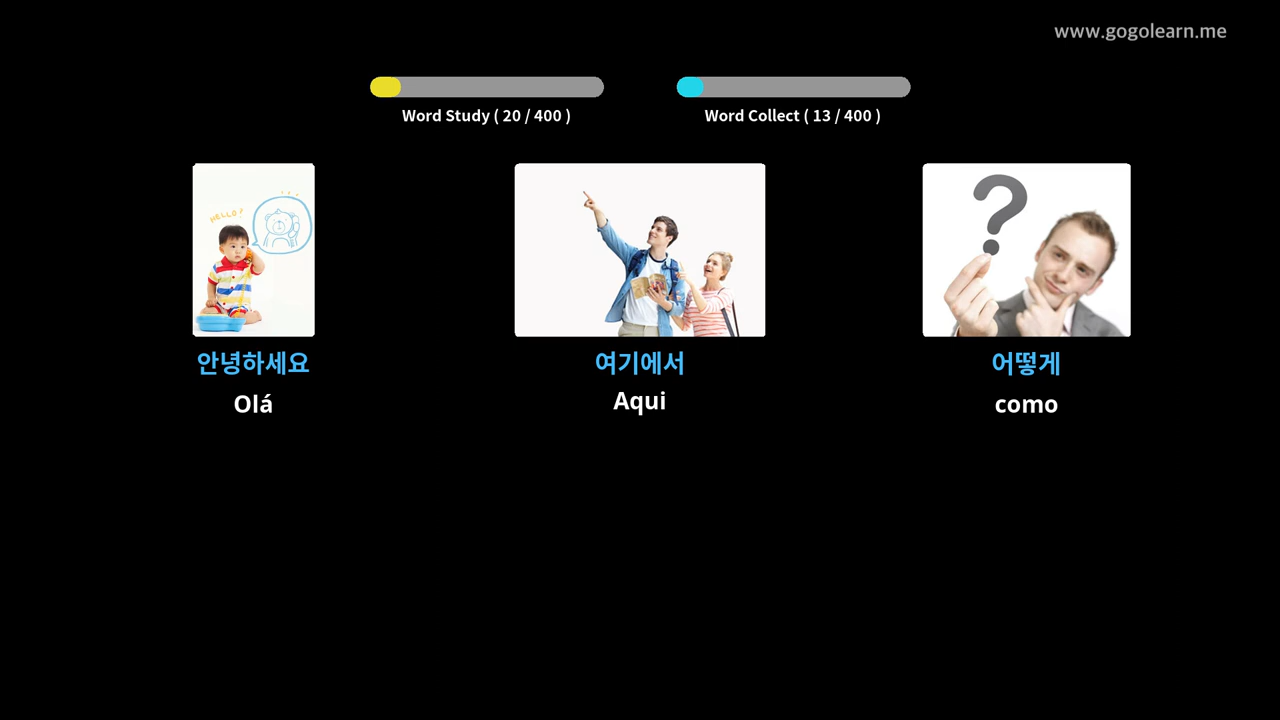 www.gogolearn.me
Word Study ( 20 / 400 )
Word Collect ( 13 / 400 )
HELLO?
안녕하세요
여기에서
어떻게
Olá
Aqui
como